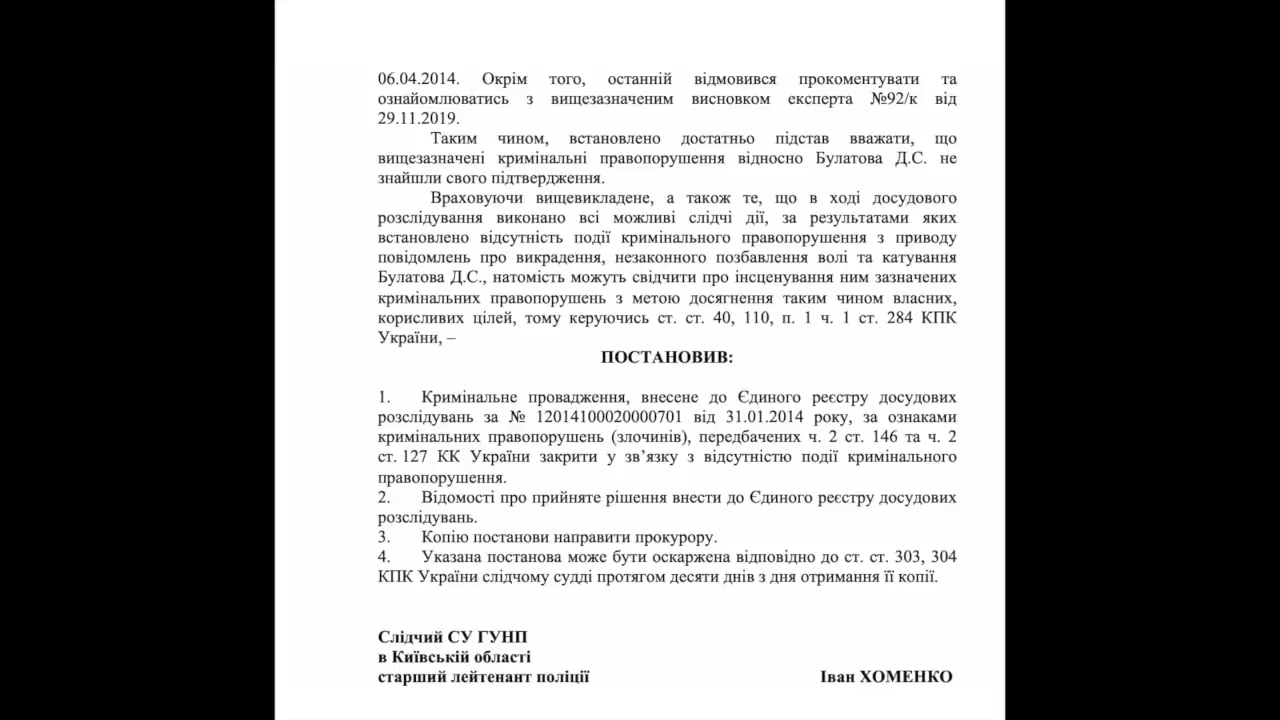 06.04.2014. Окрім того, останній відмовився прокоментувати та
ознайомлюватись з вищезазначеним висновком експерта №92/к від
29.11.2019.
Таким чином, встановлено достатньо підстав вважати, що
вищезазначені кримінальні правопорушення відносно Булатова Д.С. не
знайшли свого підтвердження.
Враховуючи вищевикладене, а також те, що в ході досудового
розслідування виконано всі можливі слідчі дії, за результатами яких
встановлено відсутність події кримінального правопорушення з приводу
повідомлень про викрадення, незаконного позбавлення волі та катування
Булатова Д.С., натомість можуть свідчити про інсценування ним зазначених
кримінальних правопорушень з метою досягнення таким чином власних,
корисливих цілей, тому керуючись ст. ст. 40, 110, п. 1 ч. 1 ст. 284 КПК
України, –
ПОСТАНОВИВ:
1. Кримінальне провадження, внесене до Єдиного реєстру досудових
розслідувань за № 12014100020000701 від 31.01.2014 року, за ознаками
кримінальних правопорушень (злочинів), передбачених ч. 2 ст. 146 та ч. 2
ст. 127 КК України закрити у зв’язку з відсутністю події кримінального
правопорушення.
2. Відомості про прийняте рішення внести до Єдиного реєстру досудових
розслідувань.
3. Копію постанови направити прокурору.
4. Указана постанова може бути оскаржена відповідно до ст. ст. 303, 304
КПК України слідчому судді протягом десяти днів з дня отримання її копії.
Слідчий СУ ГУНП
в Київській області
старший лейтенант поліції Іван ХОМЕНКО